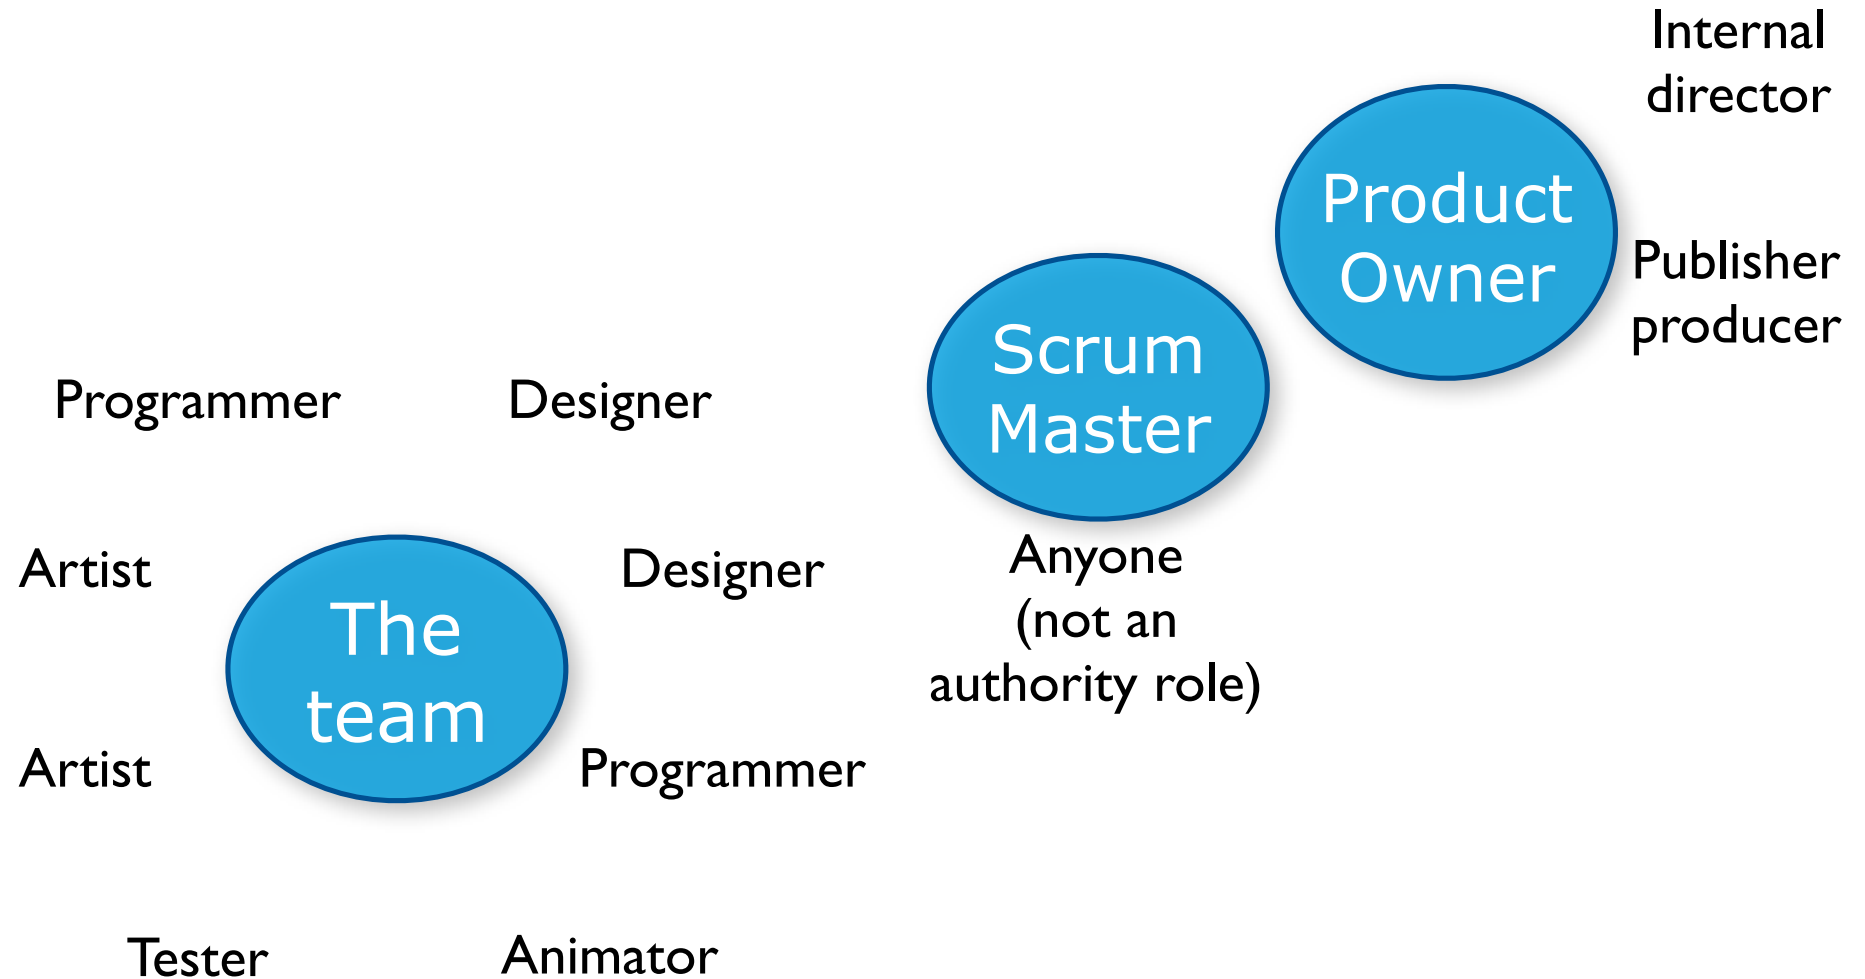 Internal
director
Product
Owner
Publisher
producer
Scrum
Master
Anyone
(not an
authority role)
Programmer
Designer
Artist
Designer
The
team
Artist
Programmer
Tester
Animator